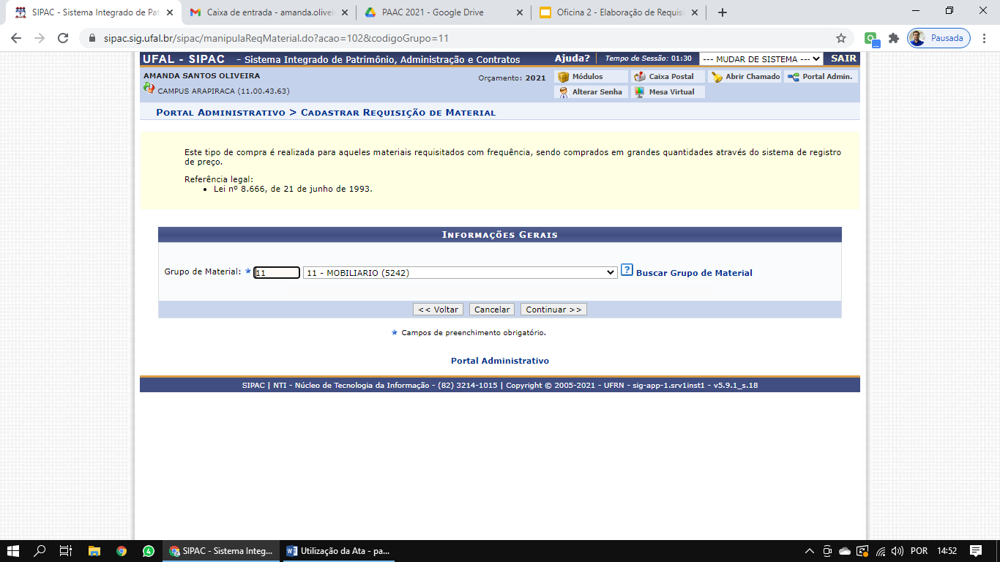 SIPAC - Sistema Integrado de Pat
Caixa de entrada - amanda.olivei
PAAC 2021 - Google Drive
Oficina 2 - Elaboração de Requisi
sipac.sig.ufal.br/sipac/manipulaReqMaterial.do?acao=102&codigoGrupo=11
Pausada
UFAL - SIPAC - Sistema Integrado de Patrimônio, Administração e Contratos
Ajuda? Tempo de Sessão: 01:30 --- MUDAR DE SISTEMA --- SAIR
AMANDA SANTOS OLIVEIRA
CAMPUS ARAPIRACA (11.00.43.63)
Orçamento: 2021
Módulos Caixa Postal Abrir Chamado Portal Admin.
Alterar Senha Mesa Virtual
Portal Administrativo > Cadastrar Requisição de Material
Este tipo de compra é realizada para aqueles materiais requisitados com frequência, sendo comprados em grandes quantidades através do sistema de registro
de preço.
Referência legal:
• Lei nº 8.666, de 21 de junho de 1993.
Informações Gerais
Grupo de Material: 11 11 - MOBILIARIO (5242) ? Buscar Grupo de Material
<< Voltar Cancelar Continuar >>
Campos de preenchimento obrigatório.
Portal Administrativo
SIPAC | NTI - Núcleo de Tecnologia da Informação - (82) 3214-1015 | Copyright © 2005-2021 - UFRN - sig-app-1.srv1inst1 - v5.9.1_s.18
4
SIPAC - Sistema Integ...
Utilização da Ata - pa...
POR 14:52